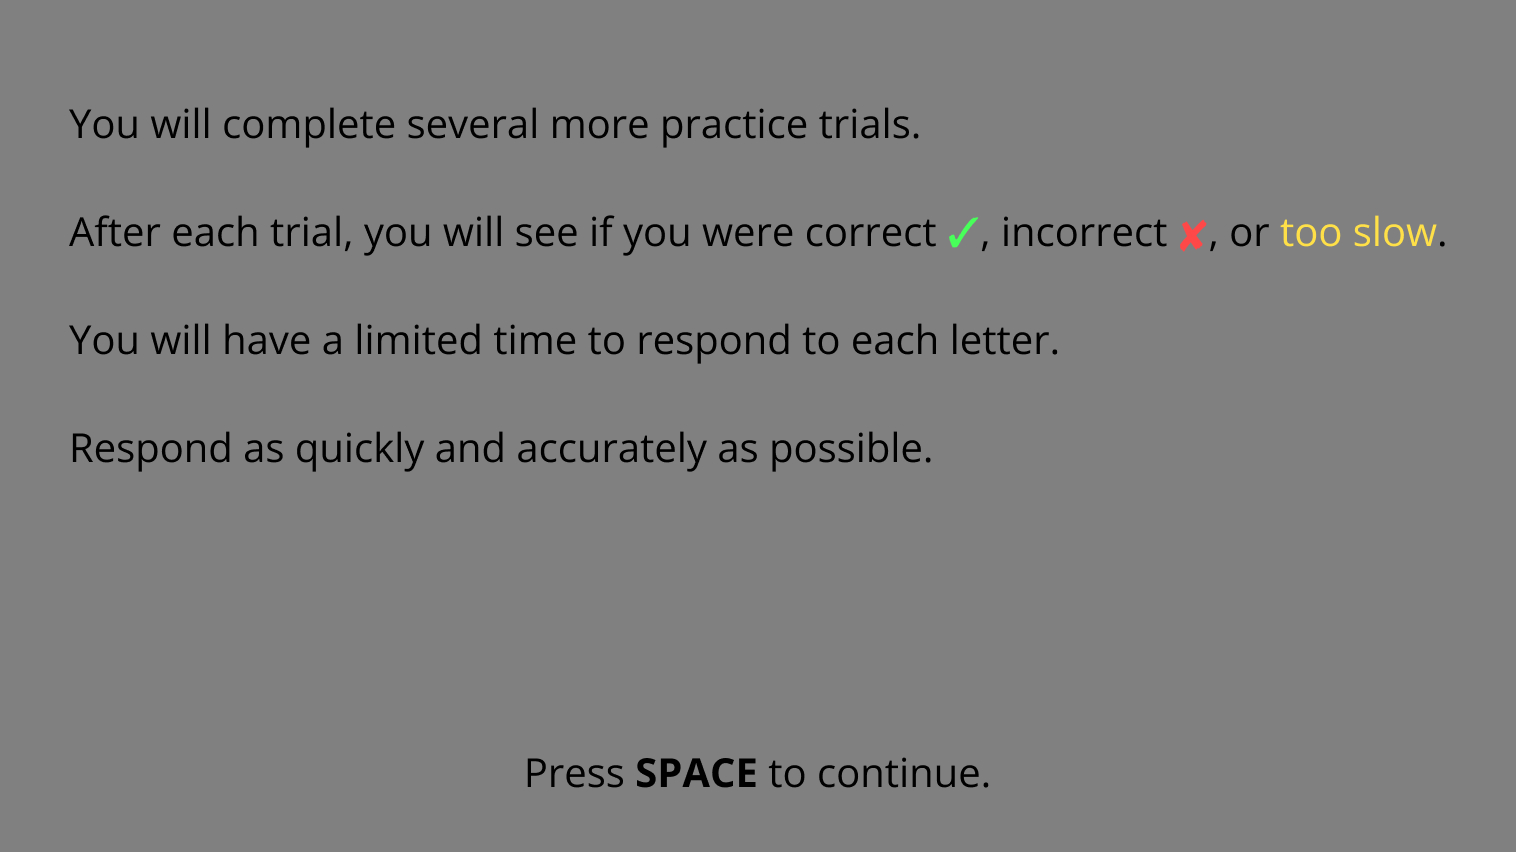 You will complete several more practice trials.
After each trial, you will see if you were correct ✓, incorrect ✘, or too slow.
You will have a limited time to respond to each letter.
Respond as quickly and accurately as possible.
Press SPACE to continue.